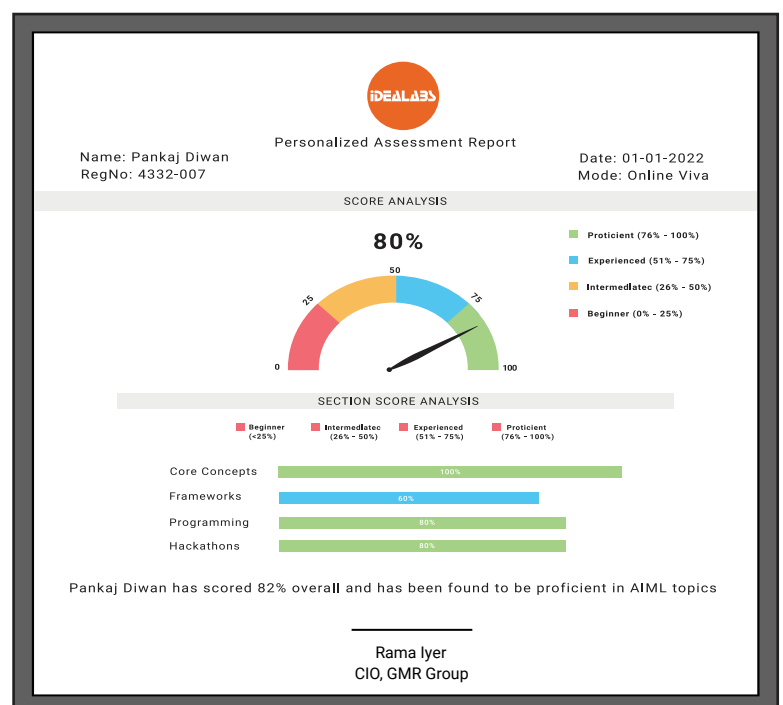 iDEALABS
Personalized Assessment Report
Name: Pankaj Diwan
RegNo: 4332-007
Date: 01-01-2022
Mode: Online Viva
SCORE ANALYSIS
80%
0
25
50
75
100
Proticient (76% - 100%)
Experienced (51% - 75%)
Intermedlatec (26% - 50%)
Beginner (0% - 25%)
SECTION SCORE ANALYSIS
Beginner
(<25%)
Intermedlatec
(26% - 50%)
Experienced
(51% - 75%)
Proticient
(76% - 100%)
Core Concepts 100%
Frameworks 60%
Programming 80%
Hackathons 80%
Pankaj Diwan has scored 82% overall and has been found to be proficient in AIML topics
Rama Iyer
CIO, GMR Group